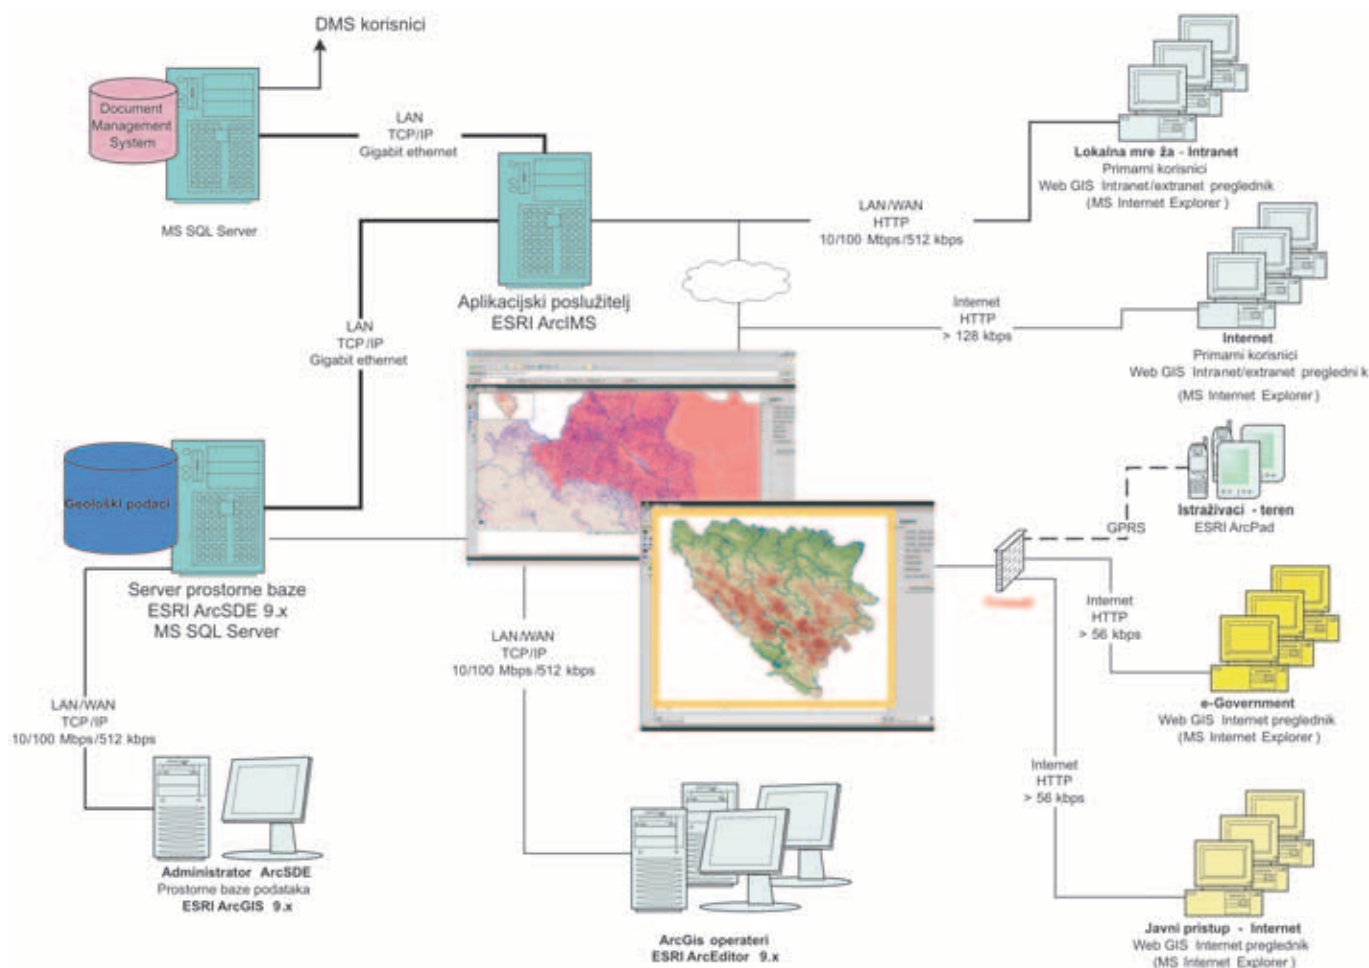 DMS korisnici
Document
Management
System
MS SQL Server
LAN
TCP/IP
Gigabit ethernet
Aplikacijski poslužitelj
ESRI ArcIMS
LAN/WAN
HTTP
10/100 Mbps/512 kbps
Lokalna mre ža - Intranet
Primarni korisnici
Web GIS Intranet/extranet preglednik
(MS Internet Explorer )
Internet
HTTP
> 128 kbps
Internet
Primarni korisnici
Web GIS Intranet/extranet pregledni k
(MS Internet Explorer )
LAN
TCP/IP
Gigabit ethernet
Geološki podaci
Server prostorne baze
ESRI ArcSDE 9.x
MS SQL Server
GPRS
Istraživaci - teren
ESRI ArcPad
Internet
HTTP
> 56 kbps
e-Government
Web GIS Internet preglednik
(MS Internet Explorer )
LAN/WAN
TCP/IP
10/100 Mbps/512 kbps
LAN/WAN
TCP/IP
10/100 Mbps/512 kbps
Administrator ArcSDE
Prostorne baze podataka
ESRI ArcGIS 9.x
ArcGis operateri
ESRI ArcEditor 9.x
Internet
HTTP
> 56 kbps
Javni pristup - Internet
Web GIS Internet preglednik
(MS Internet Explorer )